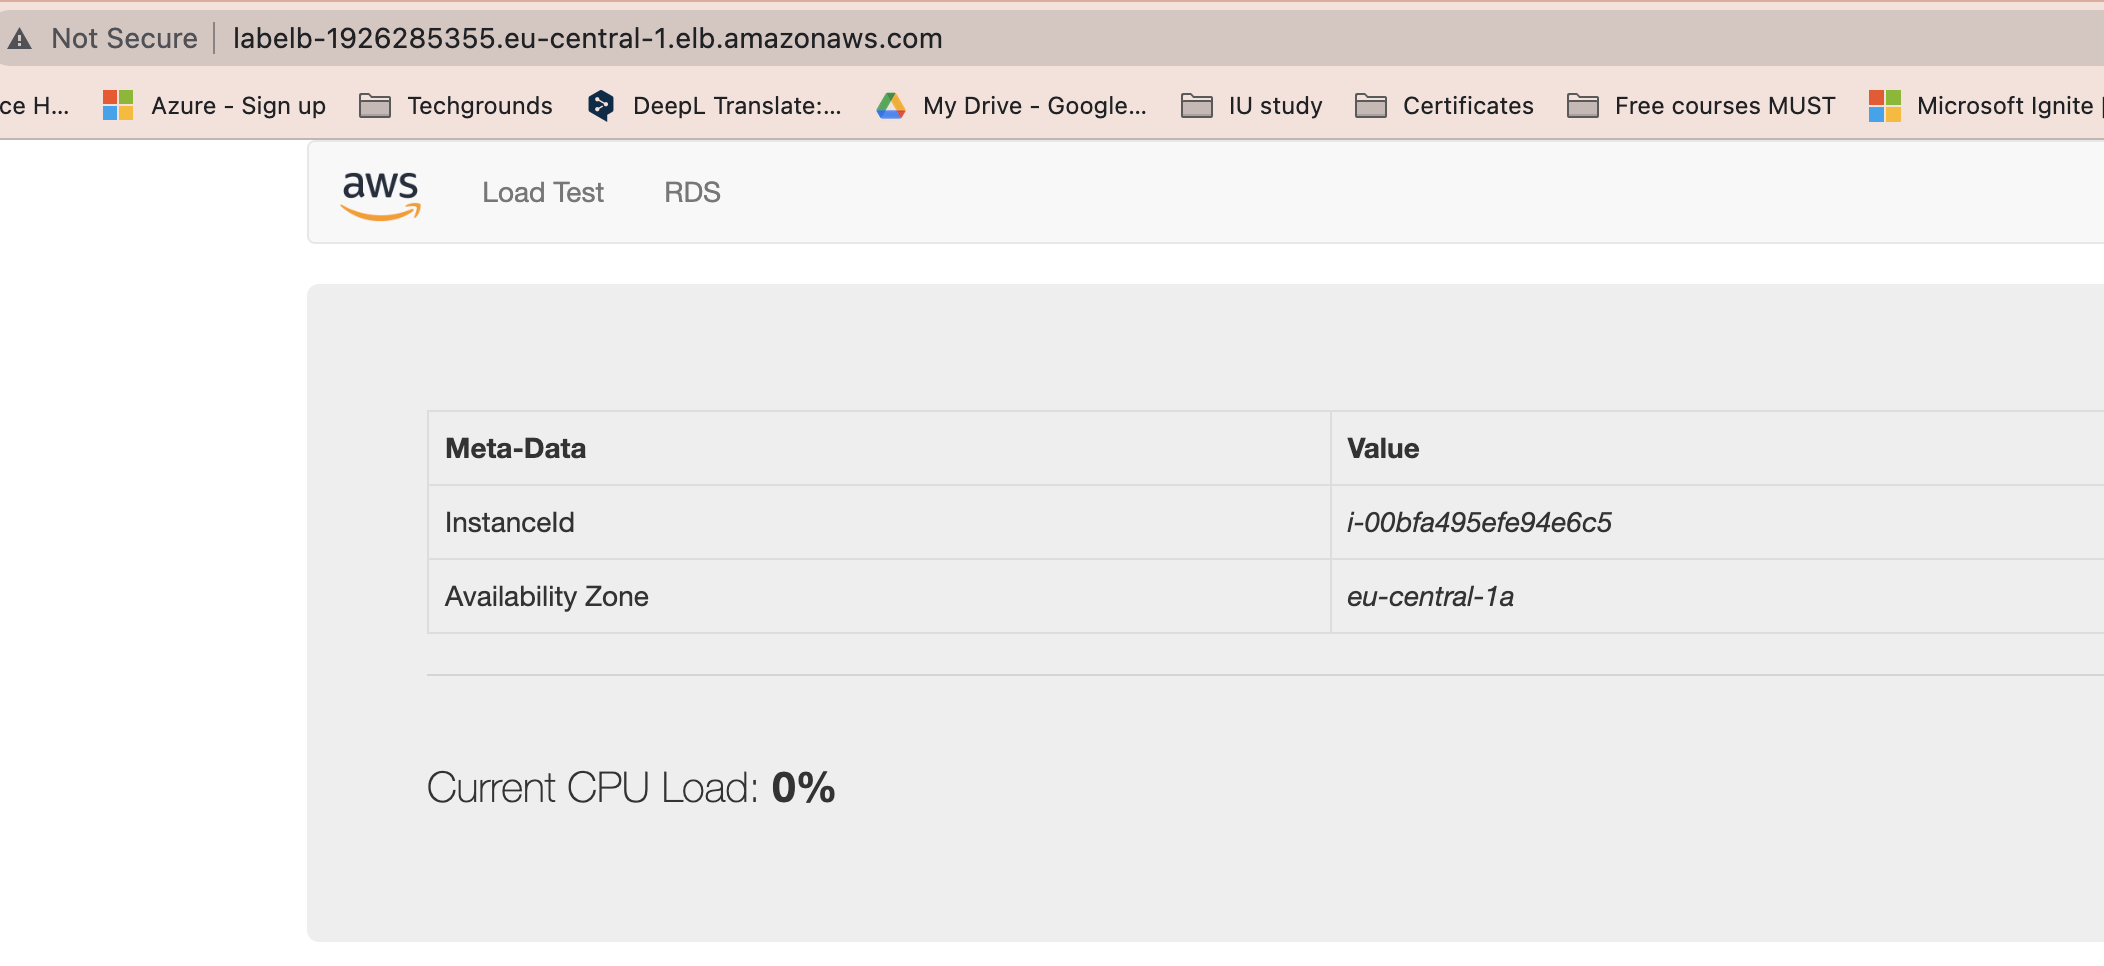 Not Secure labelb-1926285355.eu-central-1.elb.amazonaws.com
ce H... Azure - Sign up Techgrounds DeepL Translate:... My Drive - Google... IU study Certificates Free courses MUST Microsoft Ignite |
aws Load Test RDS
Meta-Data Value
InstanceId i-00bfa495efe94e6c5
Availability Zone eu-central-1a
Current CPU Load: 0%